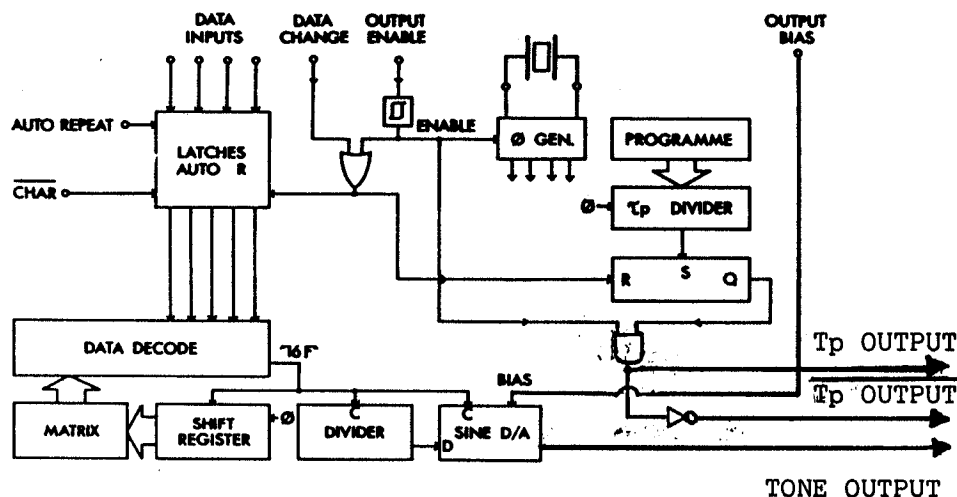 DATA
INPUTS
DATA
CHANGE
OUTPUT
ENABLE
OUTPUT
BIAS
AUTO REPEAT
LATCHES
AUTO R
ENABLE
Ø GEN.
PROGRAMME
CHAR
Ø
τp DIVIDER
R S Q
DATA DECODE
16F
Tp OUTPUT
Tp OUTPUT
BIAS
MATRIX
SHIFT
REGISTER
Ø
C
DIVIDER
C
D SINE D/A
TONE OUTPUT